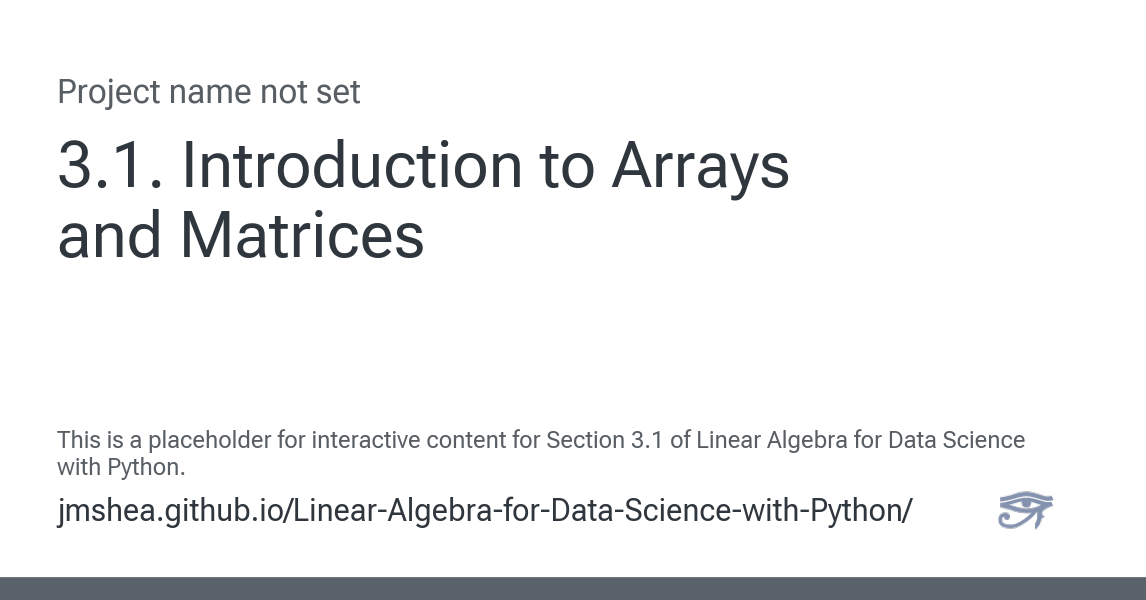 Project name not set
3.1. Introduction to Arrays
and Matrices
This is a placeholder for interactive content for Section 3.1 of Linear Algebra for Data Science
with Python.
jmshea.github.io/Linear-Algebra-for-Data-Science-with-Python/